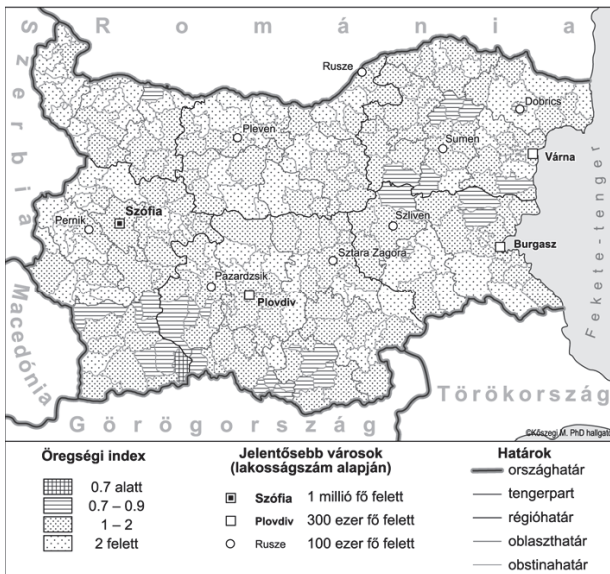 Románia
Szerbia
Macedónia
Görögország
Törökország
Fekete-tenger
Rusze
Dobrics
Pleven
Sumen
Várna
Szófia
Pernik
Szliven
Burgasz
Sztara Zagora
Pazardzsik
Plovdiv
©Kőszegi M. PhD hallgató
Öregségi index
0.7 alatt
0.7 – 0.9
1 – 2
2 felett
Jelentősebb városok
(lakosságszám alapján)
Szófia 1 millió fő felett
Plovdiv 300 ezer fő felett
Rusze 100 ezer fő felett
Határok
országhatár
tengerpart
régióhatár
oblaszthatár
obstinahatár